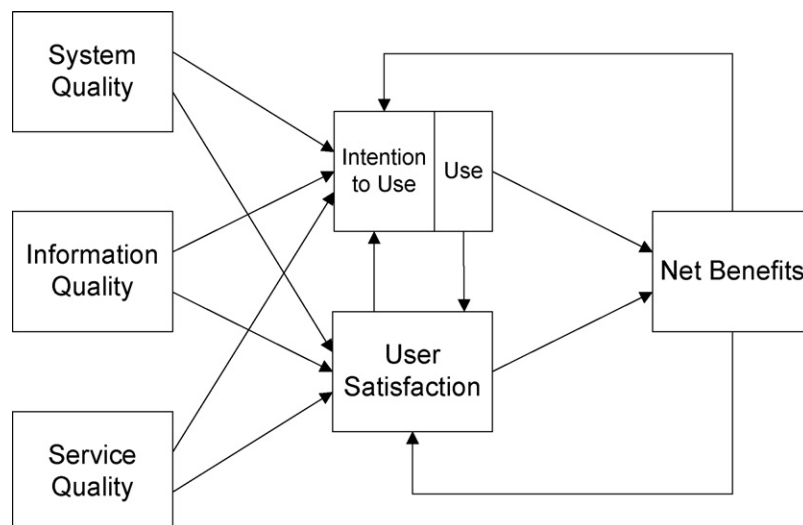 System
Quality
Intention
to Use
Use
Information
Quality
Net Benefits
User
Satisfaction
Service
Quality